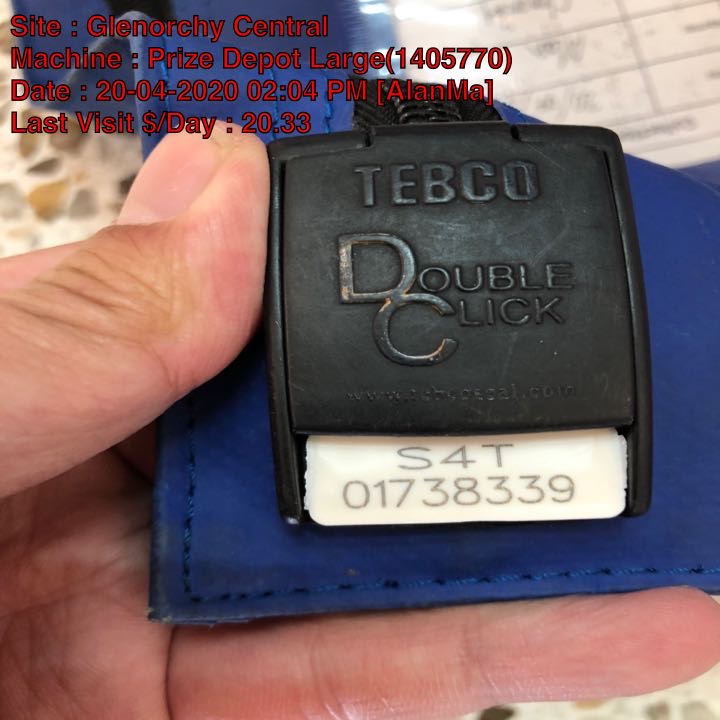 Site : Glenorchy Central
Machine : Prize Depot Large(1405770)
Date : 20-04-2020 02:04 PM [AlanMa]
Last Visit $/Day : 20.33
TEBCO
DOUBLE
CLICK
S4T
01738339